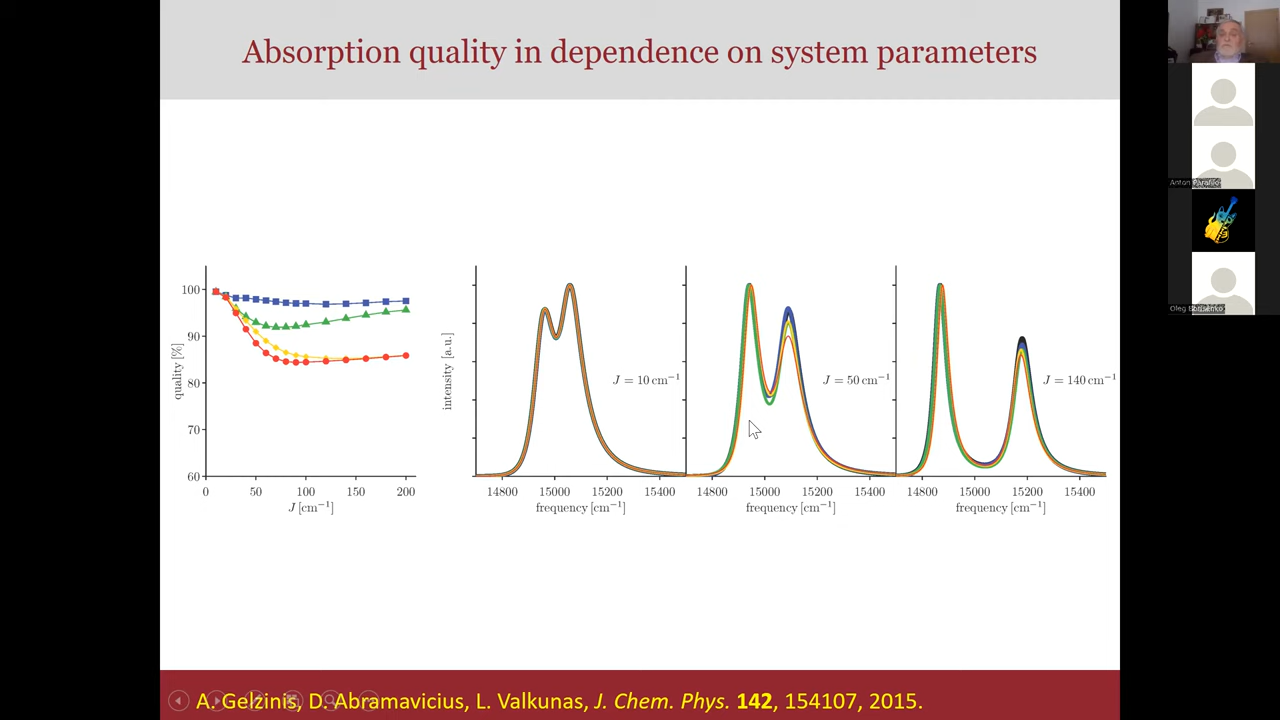 Absorption quality in dependence on system parameters
100
90
80
70
60
quality [%]
0 50 100 150 200
J [cm⁻¹]
intensity [a.u.]
J = 10 cm⁻¹
14800 15000 15200 15400
frequency [cm⁻¹]
J = 50 cm⁻¹
14800 15000 15200 15400
frequency [cm⁻¹]
J = 140 cm⁻¹
14800 15000 15200 15400
frequency [cm⁻¹]
A. Gelzinis, D. Abramavicius, L. Valkunas, J. Chem. Phys. 142, 154107, 2015.
Anton
Oleg